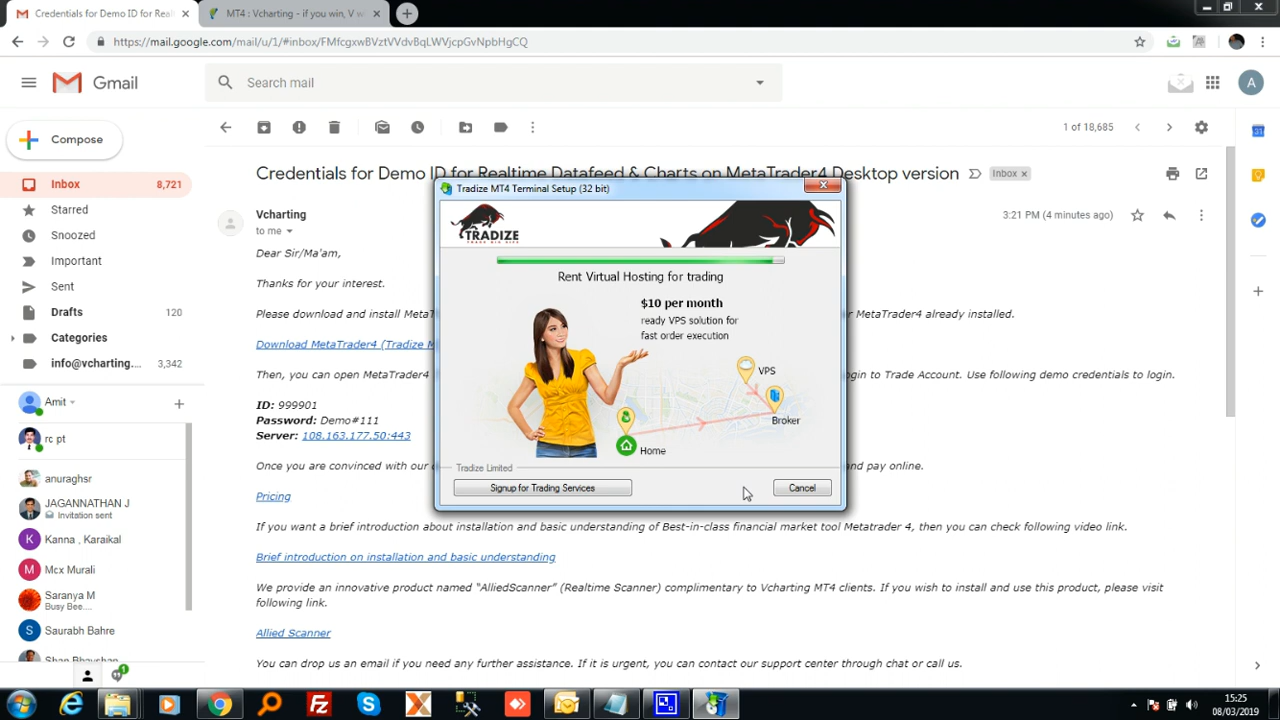 Credentials for Demo ID for Real
MT4 : Vcharting - if you win, V w
https://mail.google.com/mail/u/1/#inbox/FMfcgxwBVztVVdvBqLWVjcpGvNpbHgCQ
Gmail
Search mail
A
Compose
1 of 18,685
Inbox 8,721
Starred
Snoozed
Important
Sent
Drafts 120
Categories
info@vcharting.... 3,342
Amit
rc pt
anuraghsr
JAGANNATHAN J
Invitation sent
Kanna , Karaikal
Mcx Murali
Saranya M
Busy Bee....
Saurabh Bahre
Credentials for Demo ID for Realtime Datafeed & Charts on MetaTrader4 Desktop version
Inbox x
Vcharting
3:21 PM (4 minutes ago)
to me
Dear Sir/Ma'am,
Thanks for your interest.
Please download and install MetaT
r MetaTrader4 already installed.
Download MetaTrader4 (Tradize M
Then, you can open MetaTrader4
ogin to Trade Account. Use following demo credentials to login.
ID: 999901
Password: Demo#111
Server: 108.163.177.50:443
Once you are convinced with our d
and pay online.
Pricing
If you want a brief introduction about installation and basic understanding of Best-in-class financial market tool Metatrader 4, then you can check following video link.
Brief introduction on installation and basic understanding
We provide an innovative product named “AlliedScanner” (Realtime Scanner) complimentary to Vcharting MT4 clients. If you wish to install and use this product, please visit
following link.
Allied Scanner
You can drop us an email if you need any further assistance. If it is urgent, you can contact our support center through chat or call us.
Tradize MT4 Terminal Setup (32 bit)
TRADIZE
Rent Virtual Hosting for trading
$10 per month
ready VPS solution for
fast order execution
VPS
Broker
Home
Tradize Limited
Signup for Trading Services
Cancel
15:25
08/03/2019